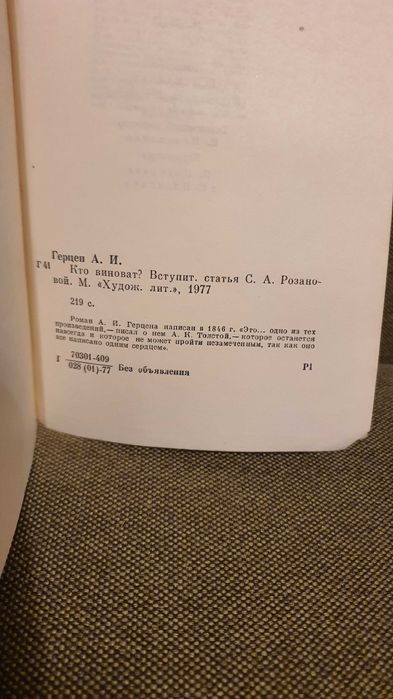 Герцен А. И.
Г 41
Кто виноват? Вступит. статья С. А. Розано-
вой. М. «Худож. лит.», 1977
219 с.
Роман А. И. Герцена написан в 1846 г. «Это... одно из тех
произведений,— писал о нем А. К. Толстой,— которое останется
навсегда и которое не может пройти незамеченным, так как оно
все написано одним сердцем».
Г 70301-409
028 (01)-77 Без объявления Р1